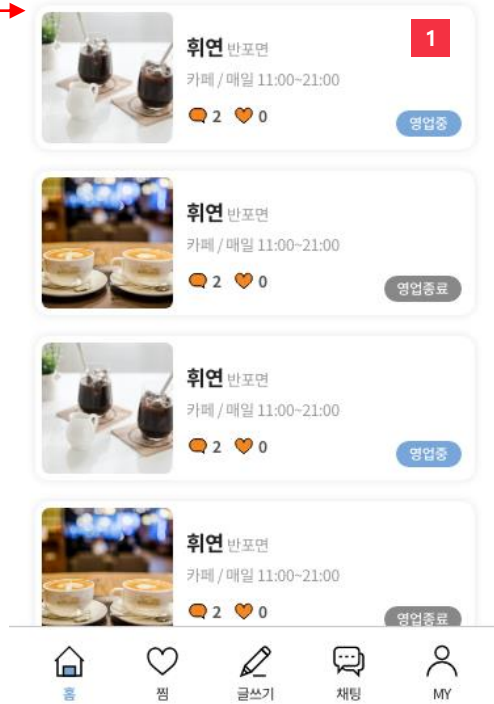 휘연 반포면
1
카페 / 매일 11:00~21:00
2 0
영업중
휘연 반포면
카페 / 매일 11:00~21:00
2 0
영업종료
휘연 반포면
카페 / 매일 11:00~21:00
2 0
영업중
휘연 반포면
카페 / 매일 11:00~21:00
2 0
영업종료
홈 찜 글쓰기 채팅 MY